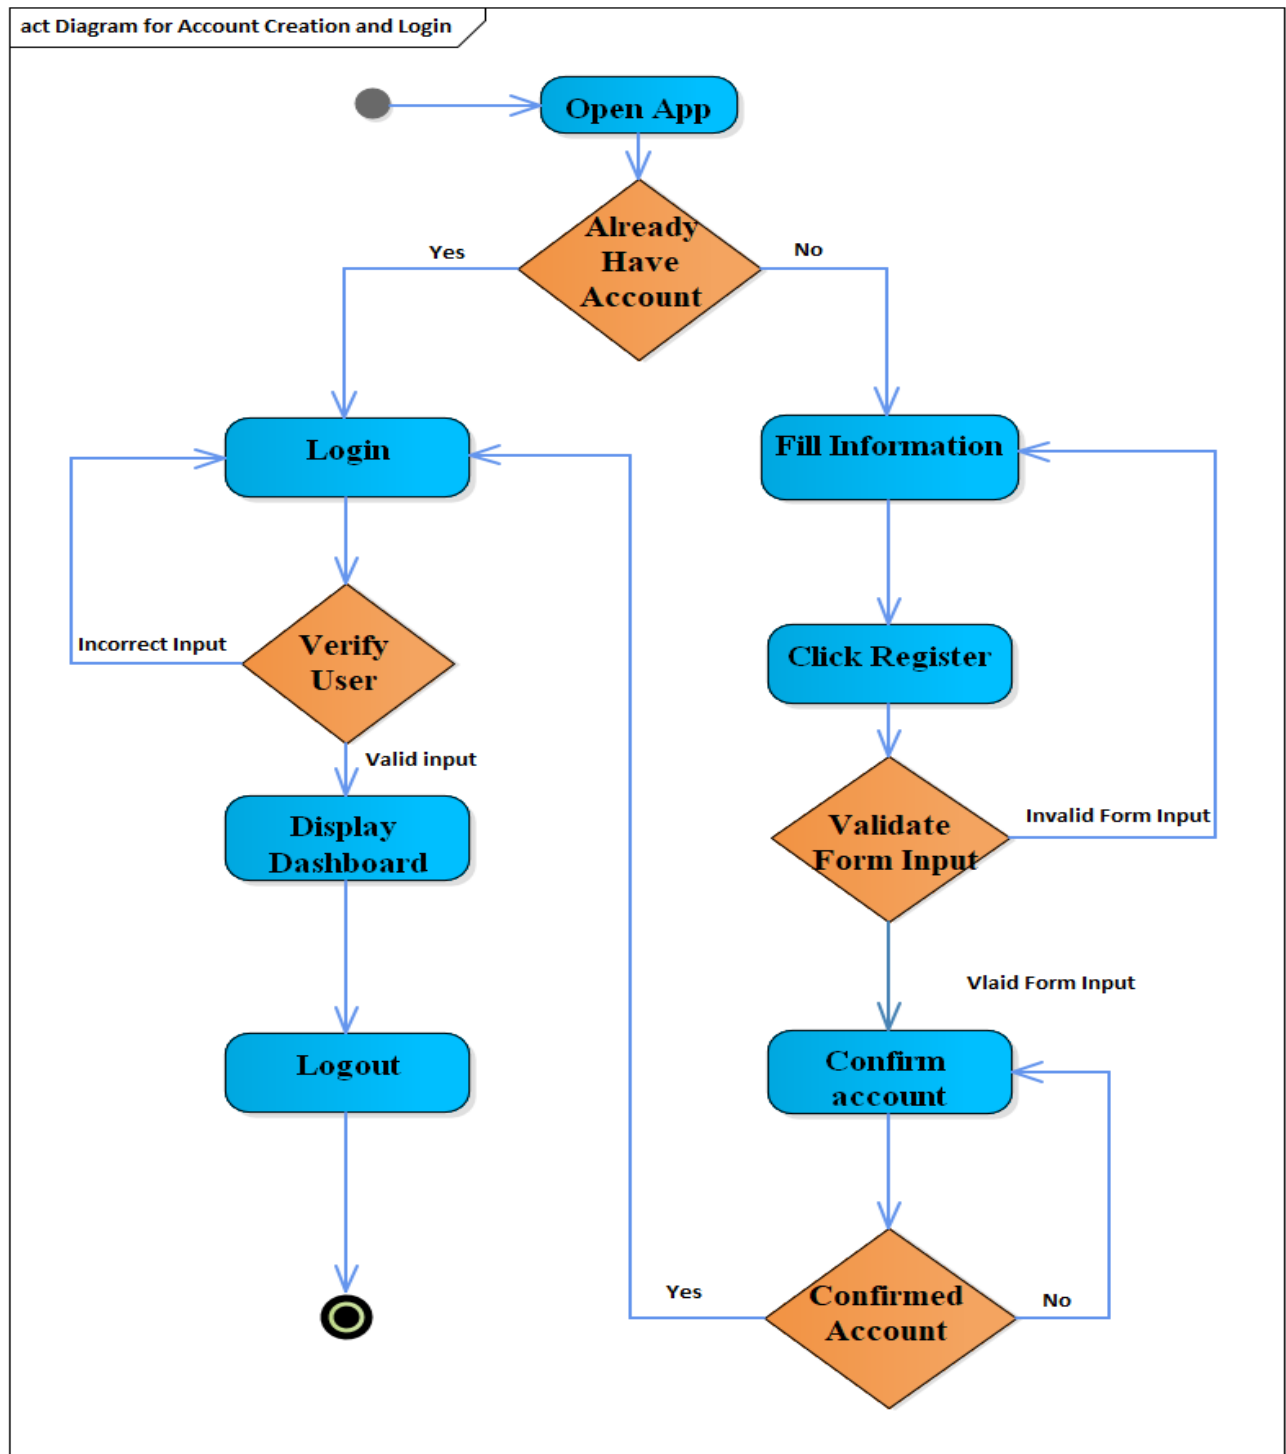 act Diagram for Account Creation and Login
Open App
Already
Have
Account
Yes
No
Login
Fill Information
Incorrect Input
Verify
User
Click Register
Valid input
Display
Dashboard
Validate
Form Input
Invalid Form Input
Vlaid Form Input
Logout
Confirm
account
Yes
Confirmed
Account
No